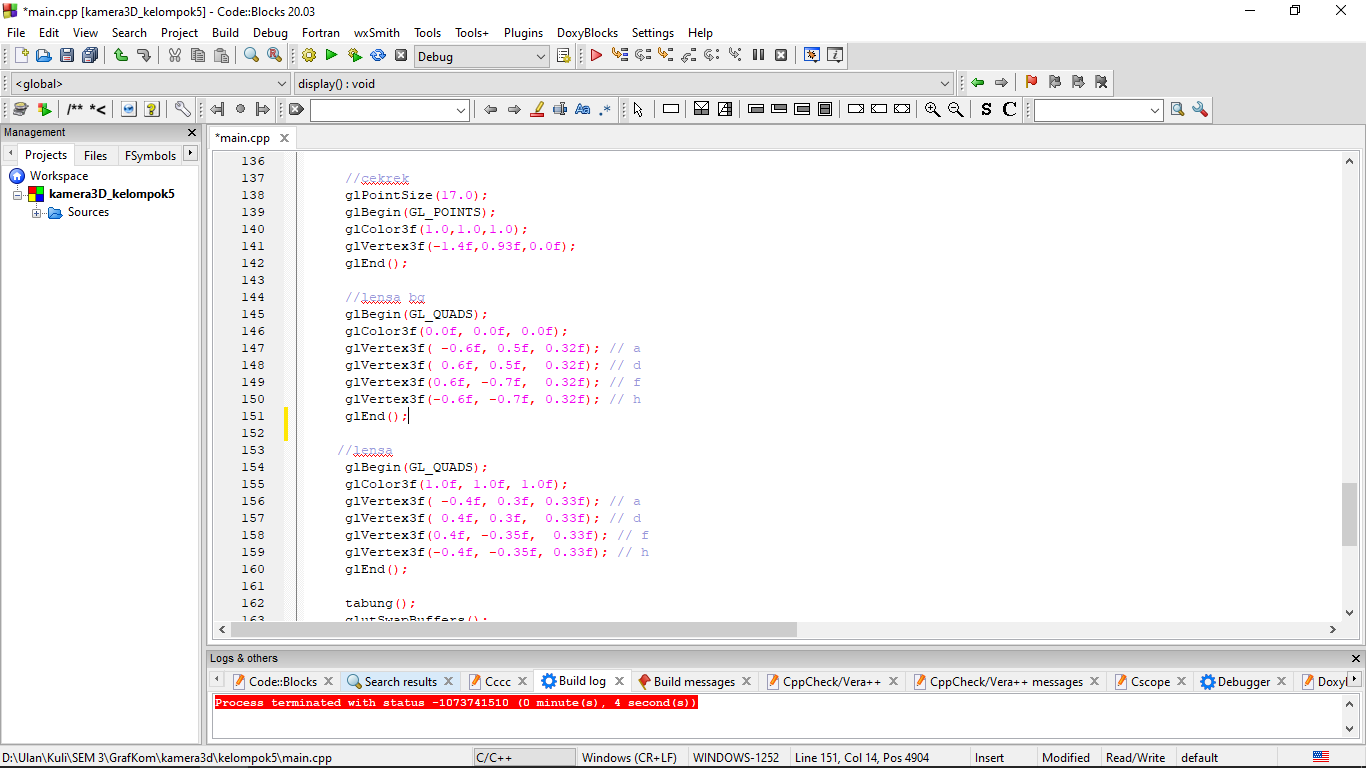 *main.cpp [kamera3D_kelompok5] - Code::Blocks 20.03
File Edit View Search Project Build Debug Fortran wxSmith Tools Tools+ Plugins DoxyBlocks Settings Help
Debug
<global> display() : void
/** *<
Aa .*
S C
Management
*main.cpp
Projects Files FSymbols
Workspace
kamera3D_kelompok5
Sources
136
137 //cekrek
138 glPointSize(17.0);
139 glBegin(GL_POINTS);
140 glColor3f(1.0,1.0,1.0);
141 glVertex3f(-1.4f,0.93f,0.0f);
142 glEnd();
143
144 //lensa bg
145 glBegin(GL_QUADS);
146 glColor3f(0.0f, 0.0f, 0.0f);
147 glVertex3f( -0.6f, 0.5f, 0.32f); // a
148 glVertex3f( 0.6f, 0.5f, 0.32f); // d
149 glVertex3f(0.6f, -0.7f, 0.32f); // f
150 glVertex3f(-0.6f, -0.7f, 0.32f); // h
151 glEnd();
152
153 //lensa
154 glBegin(GL_QUADS);
155 glColor3f(1.0f, 1.0f, 1.0f);
156 glVertex3f( -0.4f, 0.3f, 0.33f); // a
157 glVertex3f( 0.4f, 0.3f, 0.33f); // d
158 glVertex3f(0.4f, -0.35f, 0.33f); // f
159 glVertex3f(-0.4f, -0.35f, 0.33f); // h
160 glEnd();
161
162 tabung();
163 glutSwapBuffers();
Logs & others
Code::Blocks Search results Cccc Build log Build messages CppCheck/Vera++ CppCheck/Vera++ messages Cscope Debugger Doxyl
Process terminated with status -1073741510 (0 minute(s), 4 second(s))
D:\Ulan\Kuli\SEM 3\GrafKom\kamera3d\kelompok5\main.cpp C/C++ Windows (CR+LF) WINDOWS-1252 Line 151, Col 14, Pos 4904 Insert Modified Read/Write default